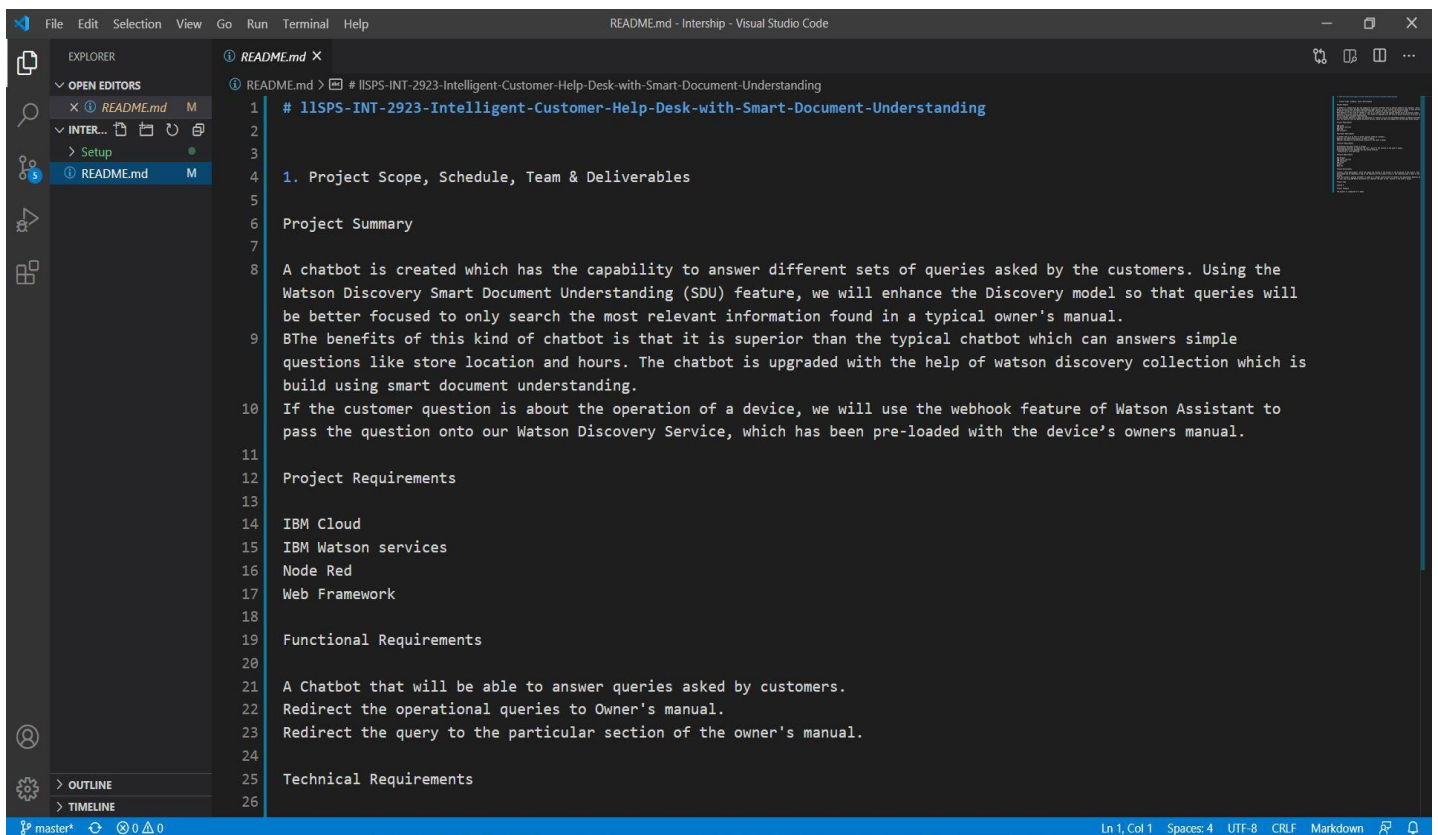 File Edit Selection View Go Run Terminal Help
README.md - Intership - Visual Studio Code
EXPLORER
OPEN EDITORS
README.md M
INTER...
Setup
README.md M
5
OUTLINE
TIMELINE
README.md
README.md > # llSPS-INT-2923-Intelligent-Customer-Help-Desk-with-Smart-Document-Understanding
1 # llSPS-INT-2923-Intelligent-Customer-Help-Desk-with-Smart-Document-Understanding
2
3
4 1. Project Scope, Schedule, Team & Deliverables
5
6 Project Summary
7
8 A chatbot is created which has the capability to answer different sets of queries asked by the customers. Using the
Watson Discovery Smart Document Understanding (SDU) feature, we will enhance the Discovery model so that queries will
be better focused to only search the most relevant information found in a typical owner's manual.
9 BThe benefits of this kind of chatbot is that it is superior than the typical chatbot which can answers simple
questions like store location and hours. The chatbot is upgraded with the help of watson discovery collection which is
build using smart document understanding.
10 If the customer question is about the operation of a device, we will use the webhook feature of Watson Assistant to
pass the question onto our Watson Discovery Service, which has been pre-loaded with the device’s owners manual.
11
12 Project Requirements
13
14 IBM Cloud
15 IBM Watson services
16 Node Red
17 Web Framework
18
19 Functional Requirements
20
21 A Chatbot that will be able to answer queries asked by customers.
22 Redirect the operational queries to Owner's manual.
23 Redirect the query to the particular section of the owner's manual.
24
25 Technical Requirements
26
master* 0 0
Ln 1, Col 1 Spaces: 4 UTF-8 CRLF Markdown